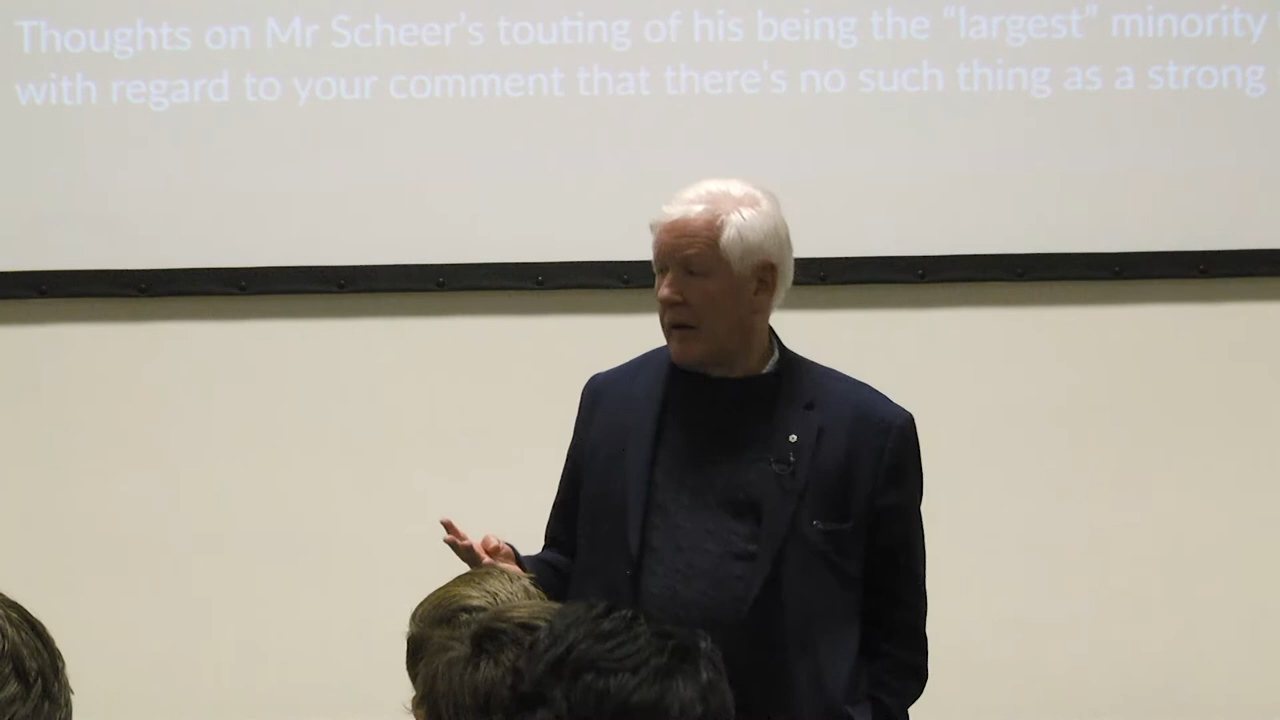 Thoughts on Mr Scheer's touting of his being the “largest” minority
with regard to your comment that there's no such thing as a strong